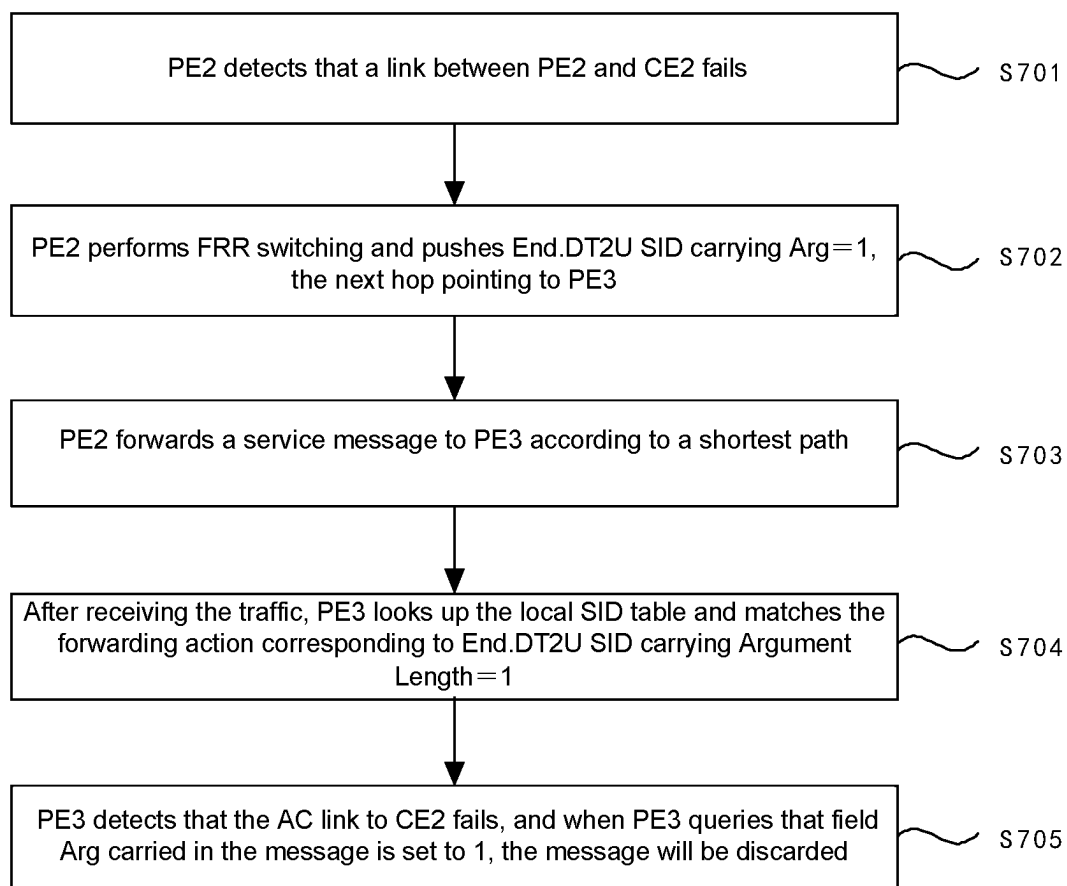 PE2 detects that a link between PE2 and CE2 fails
S701
PE2 performs FRR switching and pushes End.DT2U SID carrying Arg＝1,
the next hop pointing to PE3
S702
PE2 forwards a service message to PE3 according to a shortest path
S703
After receiving the traffic, PE3 looks up the local SID table and matches the
forwarding action corresponding to End.DT2U SID carrying Argument
Length＝1
S704
PE3 detects that the AC link to CE2 fails, and when PE3 queries that field
Arg carried in the message is set to 1, the message will be discarded
S705